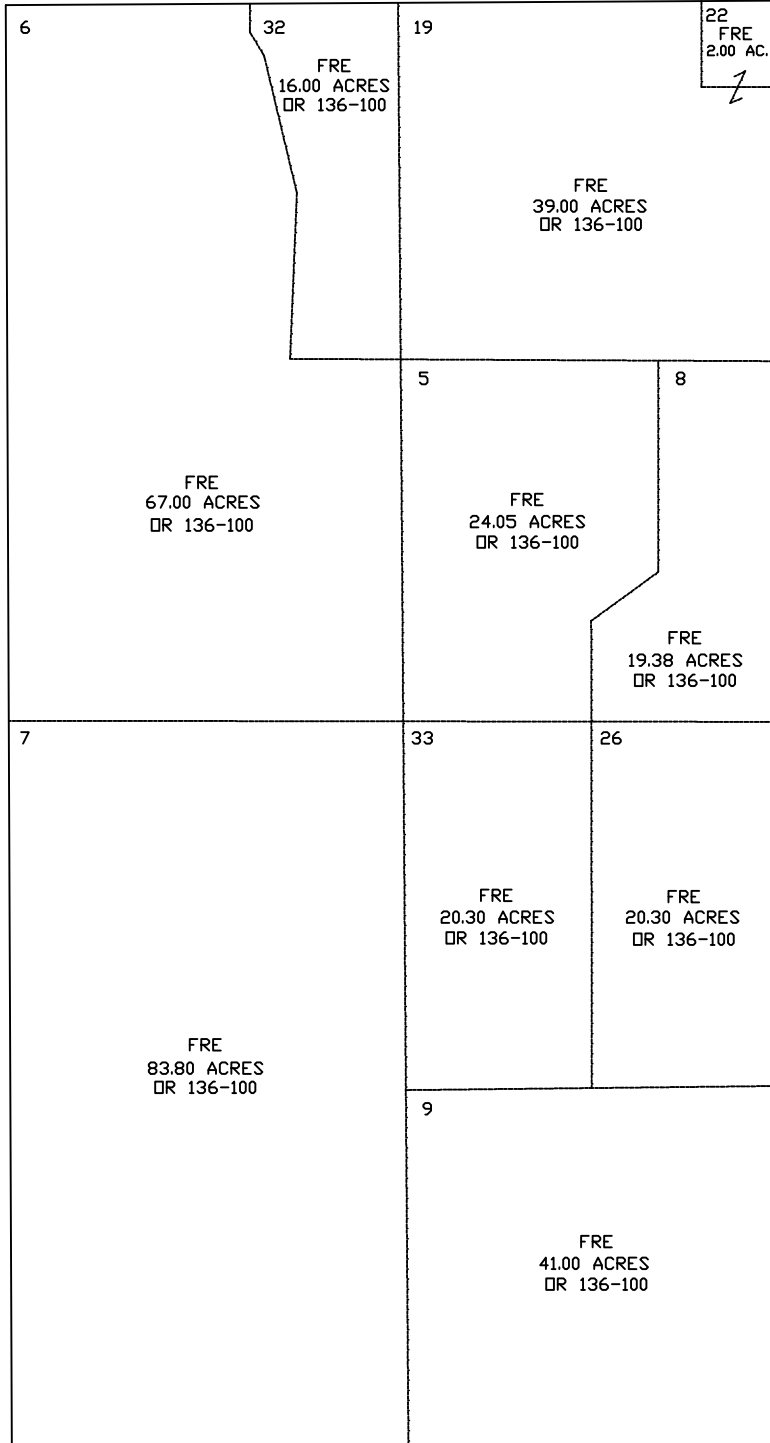 6
32
FRE
16.00 ACRES
OR 136-100
19
22
FRE
2.00 AC.
FRE
39.00 ACRES
OR 136-100
5
8
FRE
67.00 ACRES
OR 136-100
FRE
24.05 ACRES
OR 136-100
FRE
19.38 ACRES
OR 136-100
7
33
26
FRE
20.30 ACRES
OR 136-100
FRE
20.30 ACRES
OR 136-100
FRE
83.80 ACRES
OR 136-100
9
FRE
41.00 ACRES
OR 136-100